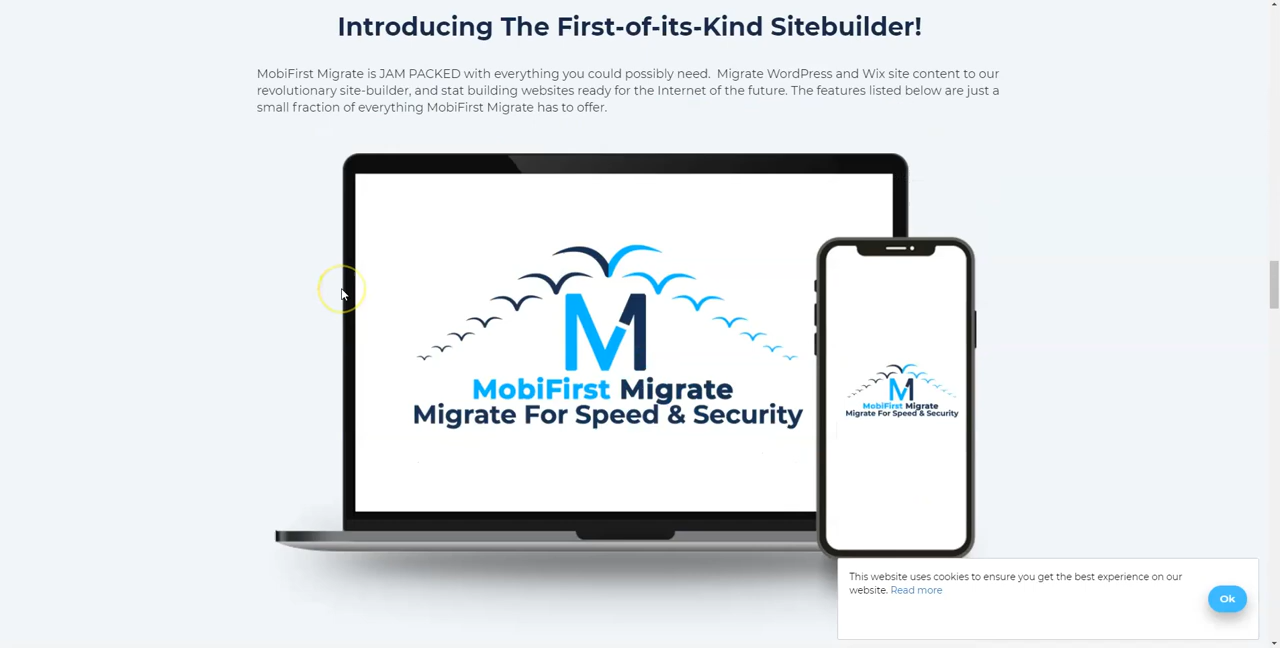 Introducing The First-of-its-Kind Sitebuilder!
MobiFirst Migrate is JAM PACKED with everything you could possibly need. Migrate WordPress and Wix site content to our
revolutionary site-builder, and stat building websites ready for the Internet of the future. The features listed below are just a
small fraction of everything MobiFirst Migrate has to offer.
M
MobiFirst Migrate
Migrate For Speed & Security
M
MobiFirst Migrate
Migrate For Speed & Security
This website uses cookies to ensure you get the best experience on our
website. Read more
Ok